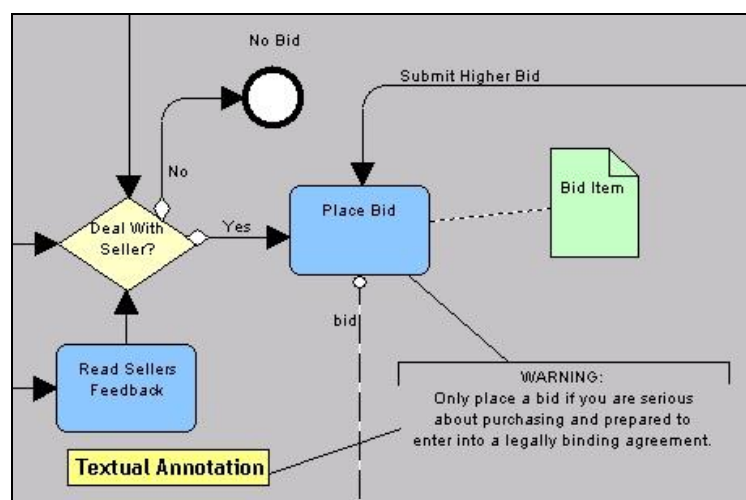 No Bid
Submit Higher Bid
No
Bid Item
Place Bid
Deal With
Seller?
Yes
bid
Read Sellers
Feedback
WARNING:
Only place a bid if you are serious
about purchasing and prepared to
enter into a legally binding agreement.
Textual Annotation